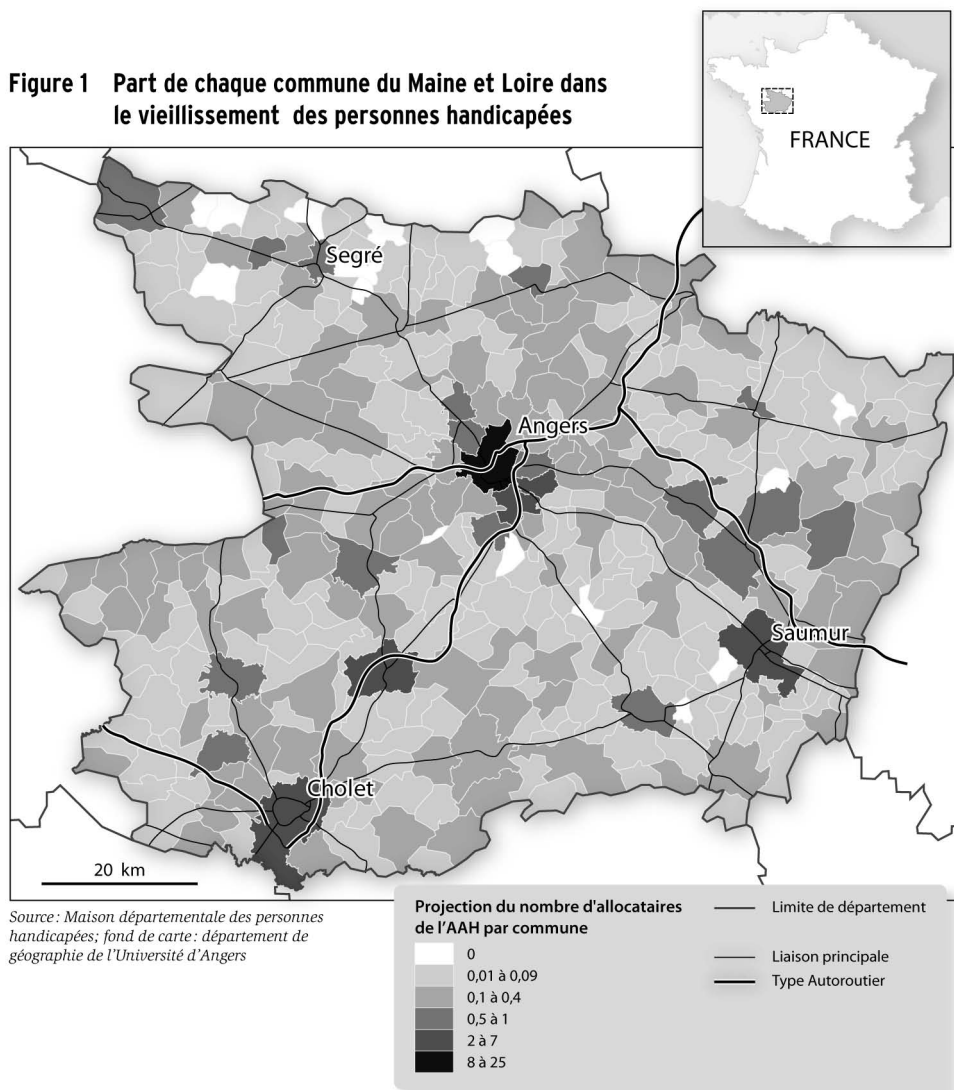 Figure 1 Part de chaque commune du Maine et Loire dans
le vieillissement des personnes handicapées
FRANCE
Segré
Angers
Saumur
Cholet
20 km
Source : Maison départementale des personnes
handicapées; fond de carte : département de
géographie de l'Université d'Angers
Projection du nombre d'allocataires
de l'AAH par commune
0
0,01 à 0,09
0,1 à 0,4
0,5 à 1
2 à 7
8 à 25
Limite de département
Liaison principale
Type Autoroutier